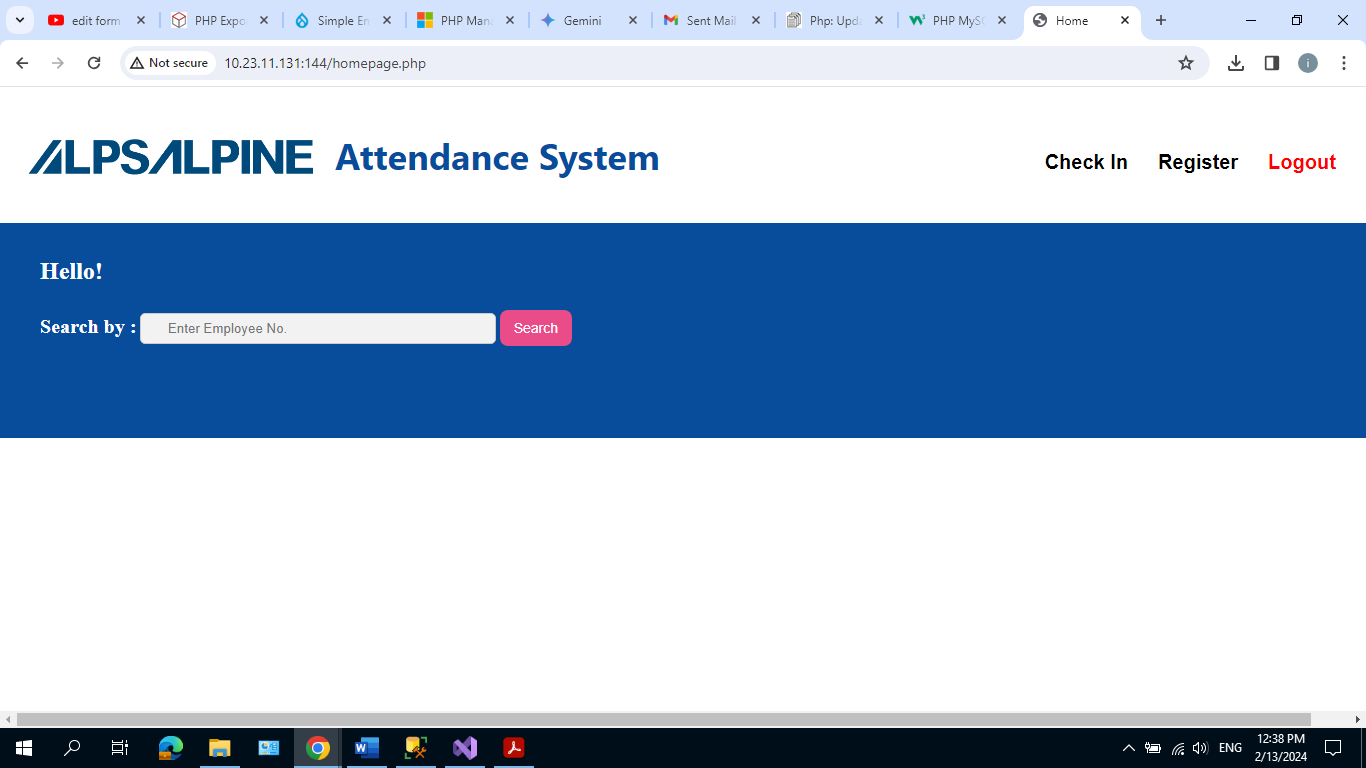 edit form
PHP Expo
Simple Em
PHP Mana
Gemini
Sent Mail
Php: Upd
PHP MyS
Home
Not secure
10.23.11.131:144/homepage.php
i
ALPSALPINE Attendance System
Check In
Register
Logout
Hello!
Search by : Enter Employee No. Search
ENG
12:38 PM
2/13/2024